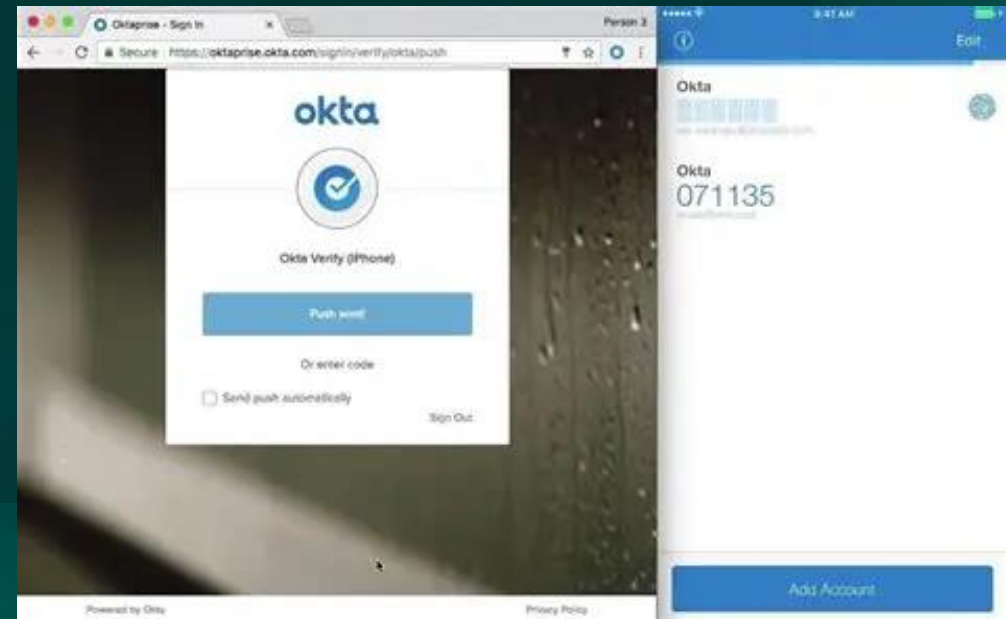 Oktaprise - Sign In
Person 3
Secure
https://oktaprise.okta.com/signin/verify/okta/push
okta
Okta Verify (iPhone)
Push sent!
Or enter code
Send push automatically
Sign Out
Powered by Okta
Privacy Policy
9:41 AM
Edit
Okta
Okta
071135
Add Account